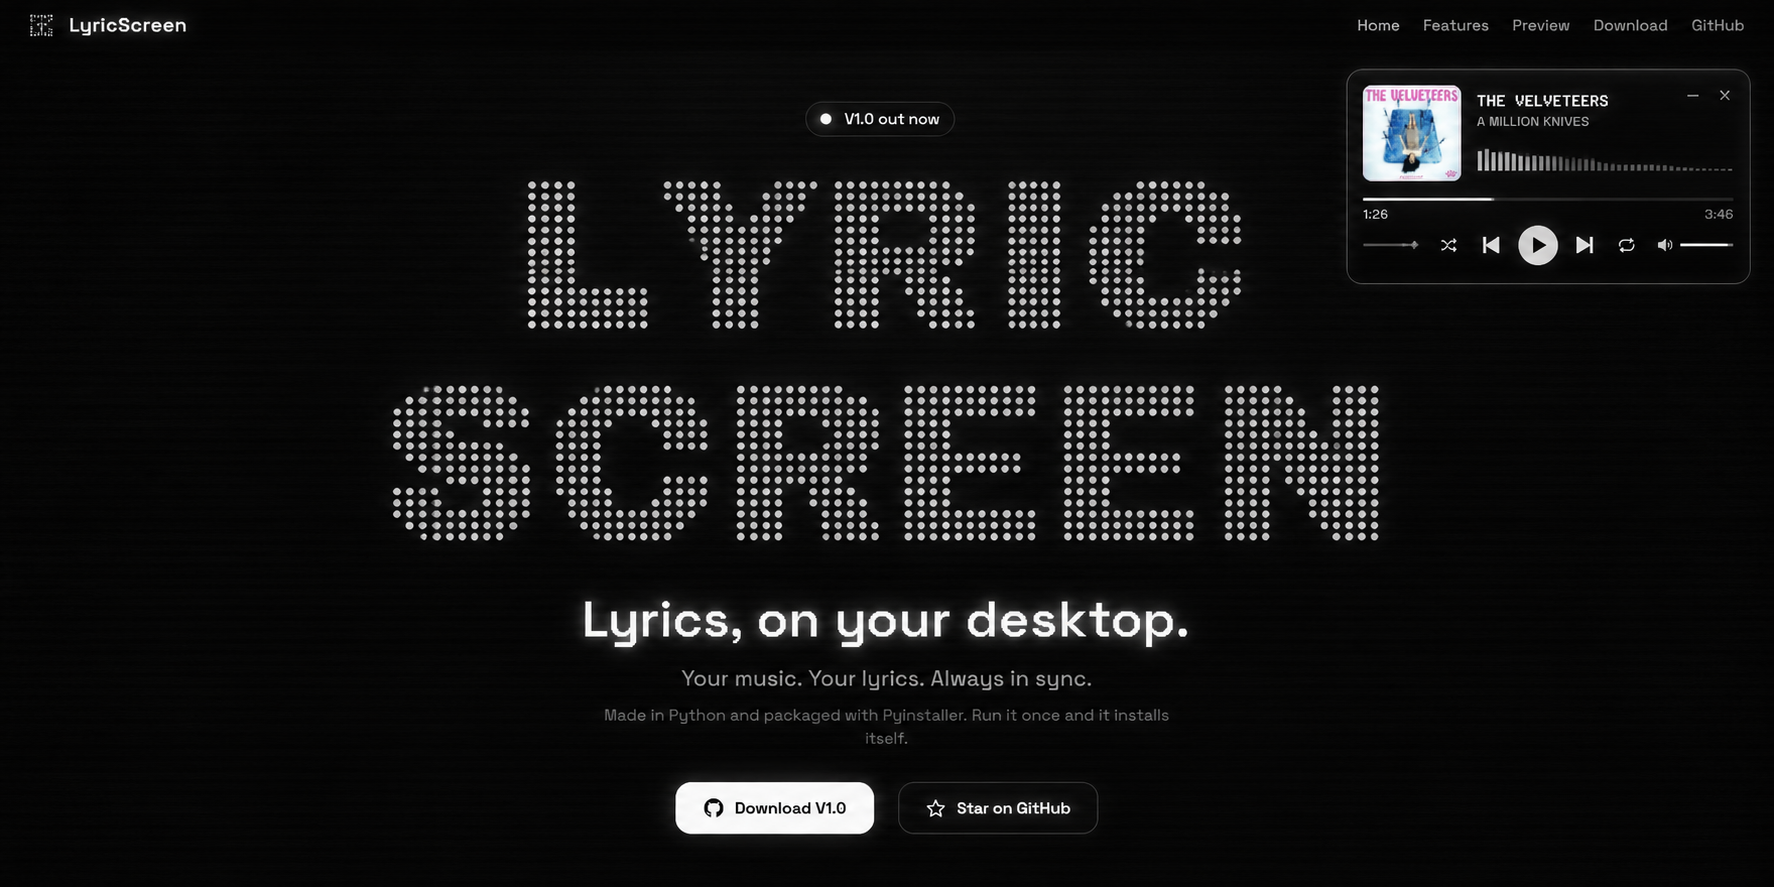 LyricScreen
Home Features Preview Download GitHub
V1.0 out now
THE VELVETEERS
THE VELVETEERS
A MILLION KNIVES
1:26 3:46
LYRIC
SCREEN
Lyrics, on your desktop.
Your music. Your lyrics. Always in sync.
Made in Python and packaged with Pyinstaller. Run it once and it installs
itself.
Download V1.0 Star on GitHub